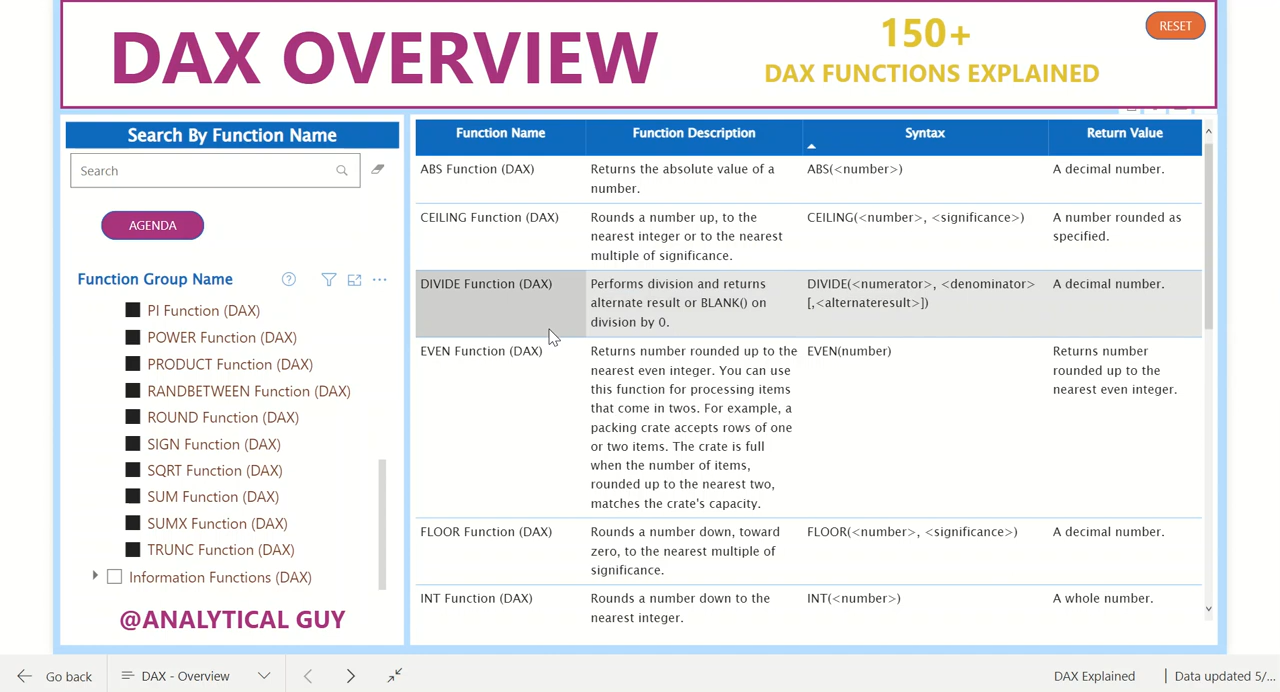 DAX OVERVIEW
150+
DAX FUNCTIONS EXPLAINED
RESET
Search By Function Name
Search
AGENDA
Function Group Name
PI Function (DAX)
POWER Function (DAX)
PRODUCT Function (DAX)
RANDBETWEEN Function (DAX)
ROUND Function (DAX)
SIGN Function (DAX)
SQRT Function (DAX)
SUM Function (DAX)
SUMX Function (DAX)
TRUNC Function (DAX)
Information Functions (DAX)
@ANALYTICAL GUY
Function Name Function Description Syntax Return Value
ABS Function (DAX) Returns the absolute value of a ABS(<number>) A decimal number.
number.
CEILING Function (DAX) Rounds a number up, to the CEILING(<number>, <significance>) A number rounded as
nearest integer or to the nearest specified.
multiple of significance.
DIVIDE Function (DAX) Performs division and returns DIVIDE(<numerator>, <denominator> A decimal number.
alternate result or BLANK() on [,<alternateresult>])
division by 0.
EVEN Function (DAX) Returns number rounded up to the EVEN(number) Returns number
nearest even integer. You can use rounded up to the
this function for processing items nearest even integer.
that come in twos. For example, a
packing crate accepts rows of one
or two items. The crate is full
when the number of items,
rounded up to the nearest two,
matches the crate's capacity.
FLOOR Function (DAX) Rounds a number down, toward FLOOR(<number>, <significance>) A decimal number.
zero, to the nearest multiple of
significance.
INT Function (DAX) Rounds a number down to the INT(<number>) A whole number.
nearest integer.
Go back DAX - Overview DAX Explained Data updated 5/...